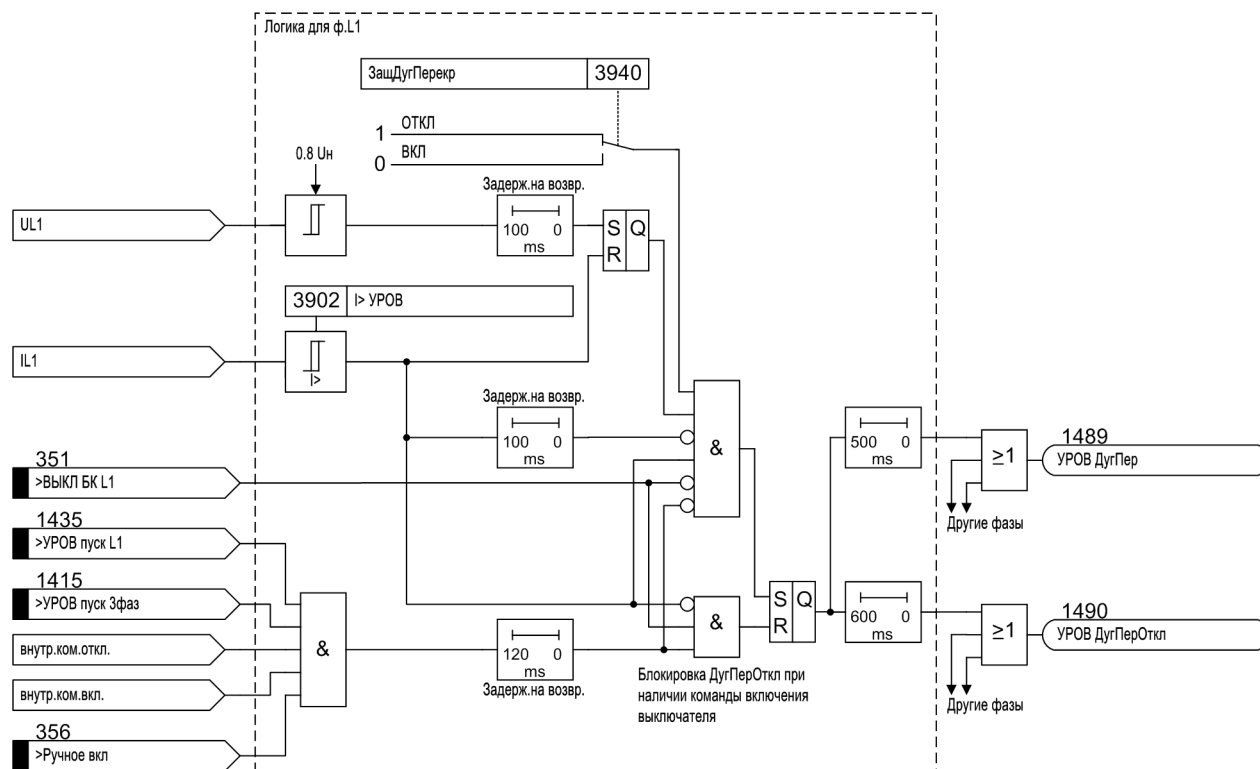 Логика для ф.L1
ЗащДугПерекр 3940
1 ОТКЛ
0 ВКЛ
0.8 Uн
Задерж.на возвр.
UL1
100 0
ms
S Q
R
3902 I> УРОВ
IL1
I>
Задерж.на возвр.
100 0
ms
&
500 0
ms
≥1
1489
УРОВ ДугПер
Другие фазы
351
>ВЫКЛ БК L1
1435
>УРОВ пуск L1
1415
>УРОВ пуск 3фаз
внутр.ком.откл.
внутр.ком.вкл.
356
>Ручное вкл
&
120 0
ms
Задерж.на возвр.
&
S Q
R
600 0
ms
≥1
1490
УРОВ ДугПерОткл
Другие фазы
Блокировка ДугПерОткл при
наличии команды включения
выключателя